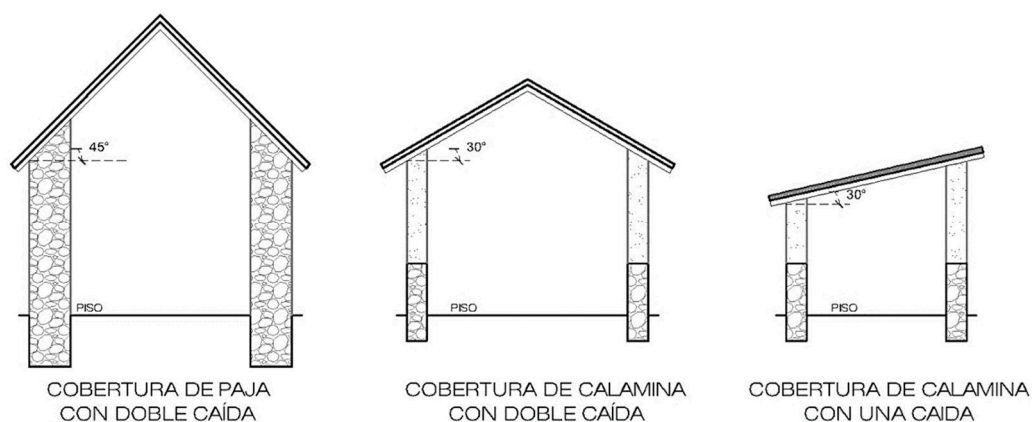 45°
PISO
COBERTURA DE PAJA
CON DOBLE CAÍDA
30°
PISO
COBERTURA DE CALAMINA
CON DOBLE CAÍDA
30°
PISO
COBERTURA DE CALAMINA
CON UNA CAIDA